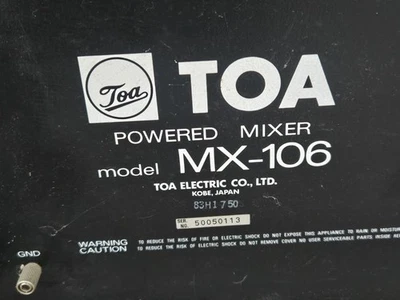 Toa TOA
POWERED MIXER
model MX-106
TOA ELECTRIC CO., LTD.
KOBE, JAPAN
83H1750
SER. NO. 50050113
WARNING TO REDUCE THE RISK OF FIRE OR ELECTRIC SHOCK DO NOT EXPOSE THIS APPLIANCE TO RAIN OR MOISTU
CAUTION TO REDUCE THE RISK OF ELECTRIC SHOCK DO NOT REMOVE COVER NO USER SERVICEABLE PARTS INSIDE RE
GND